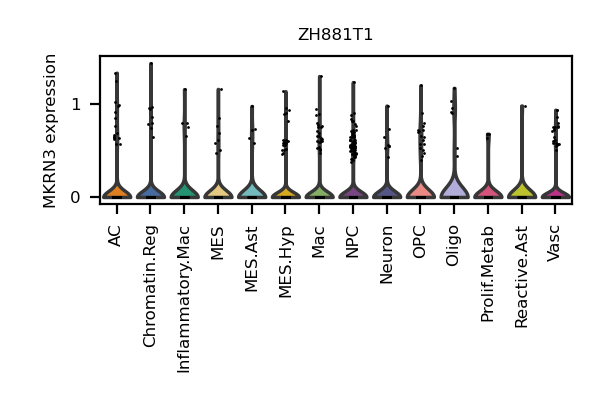 ZH881T1
MKRN3 expression
1
0
AC
Chromatin.Reg
Inflammatory.Mac
MES
MES.Ast
MES.Hyp
Mac
NPC
Neuron
OPC
Oligo
Prolif.Metab
Reactive.Ast
Vasc